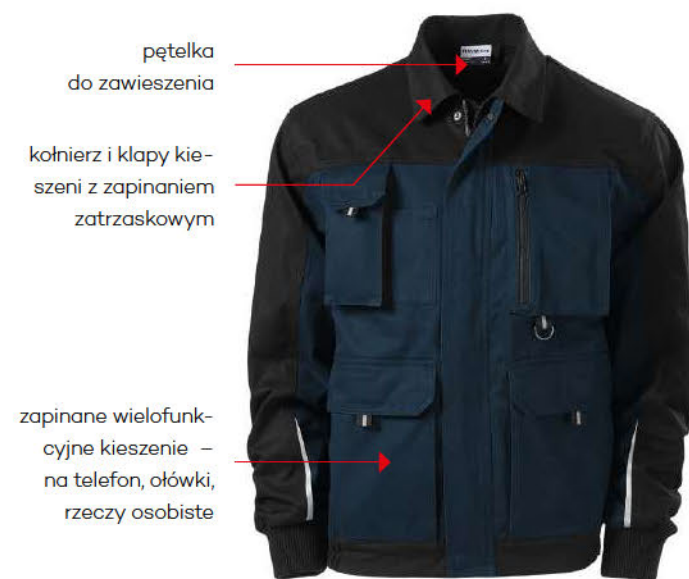 pętelka
do zawieszenia
kołnierz i klapy kie-
szeni z zapinaniem
zatrzaskowym
zapinane wielofunk-
cyjne kieszenie –
na telefon, ołówki,
rzeczy osobiste